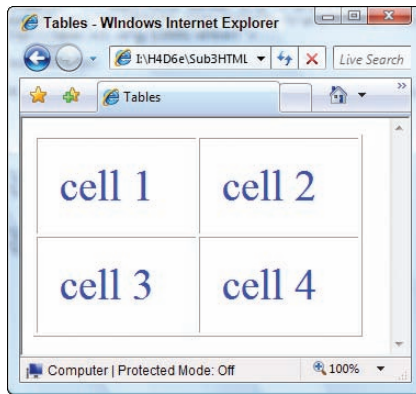 Tables - WIndows Internet Explorer
I:\H4D6e\Sub3HTML
Live Search
Tables
cell 1 cell 2
cell 3 cell 4
Computer | Protected Mode: Off
100%